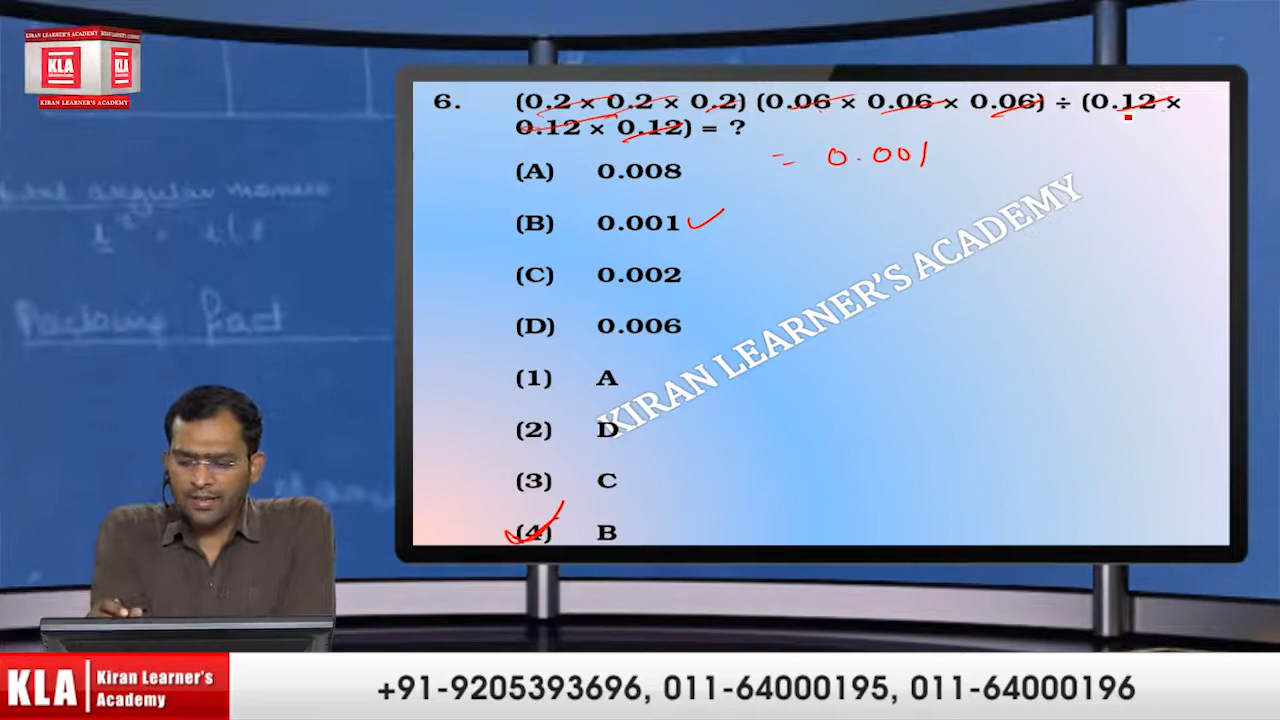 KIRAN LEARNER'S ACADEMY
KLA
KLA
KIRAN LEARNER'S ACADEMY
6. (0.2 × 0.2 × 0.2) (0.06 × 0.06 × 0.06) ÷ (0.12 ×
0.12 × 0.12) = ?
= 0.001
(A) 0.008
(B) 0.001
(C) 0.002
(D) 0.006
(1) A
(2) D
(3) C
(4) B
KIRAN LEARNER'S ACADEMY
angular
KLA Kiran Learner's
Academy
+91-9205393696, 011-64000195, 011-64000196